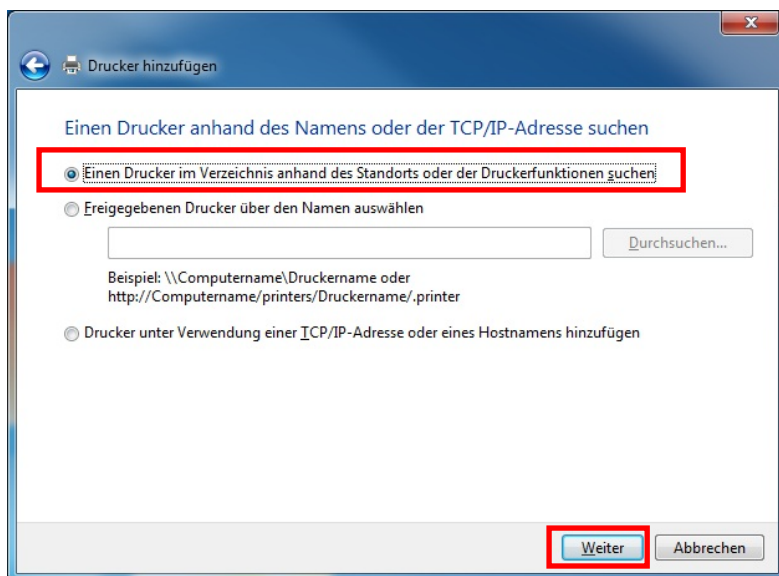 Drucker hinzufügen
Einen Drucker anhand des Namens oder der TCP/IP-Adresse suchen
Einen Drucker im Verzeichnis anhand des Standorts oder der Druckerfunktionen suchen
Freigegebenen Drucker über den Namen auswählen
Durchsuchen...
Beispiel: \\Computername\Druckername oder
http://Computername/printers/Druckername/.printer
Drucker unter Verwendung einer TCP/IP-Adresse oder eines Hostnamens hinzufügen
Weiter
Abbrechen